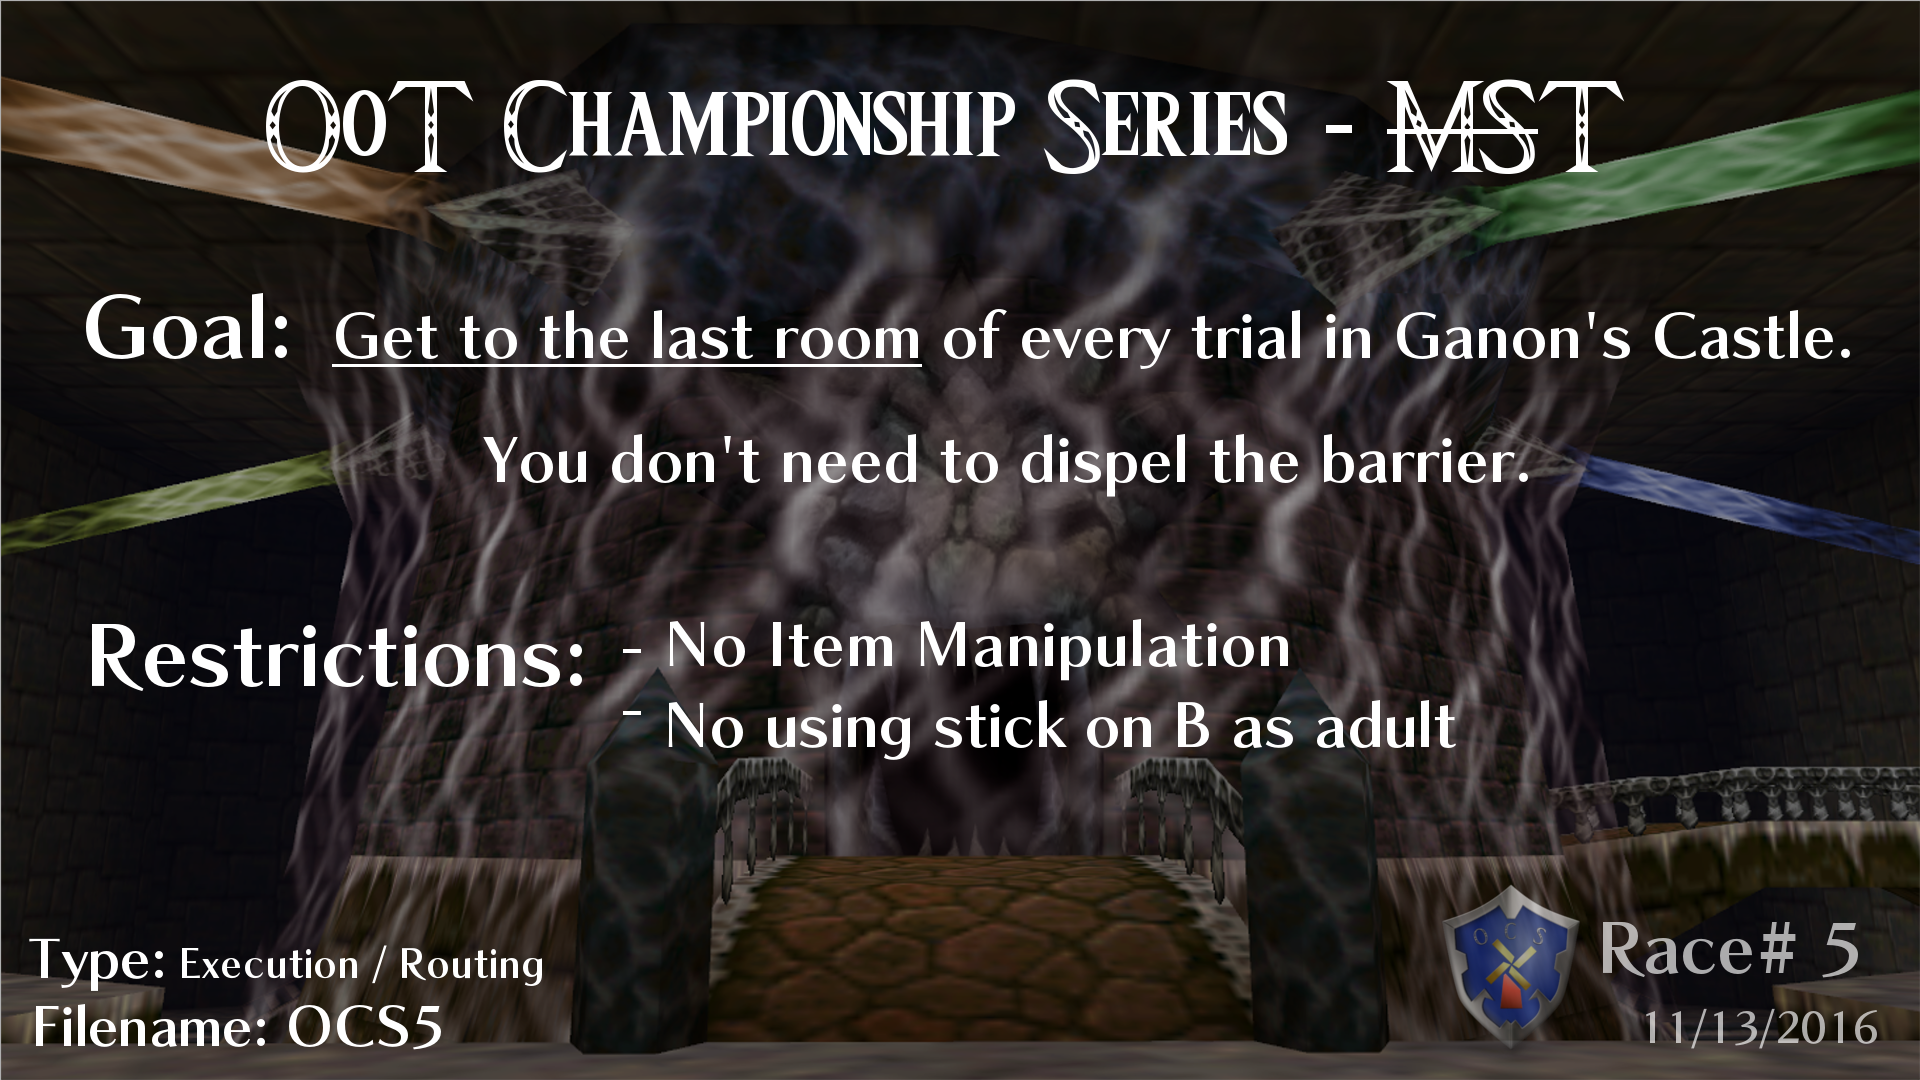 OoT Championship Series - MST
Goal: Get to the last room of every trial in Ganon's Castle.
You don't need to dispel the barrier.
Restrictions: - No Item Manipulation
- No using stick on B as adult
Type: Execution / Routing
Filename: OCS5
OCS
Race# 5
11/13/2016